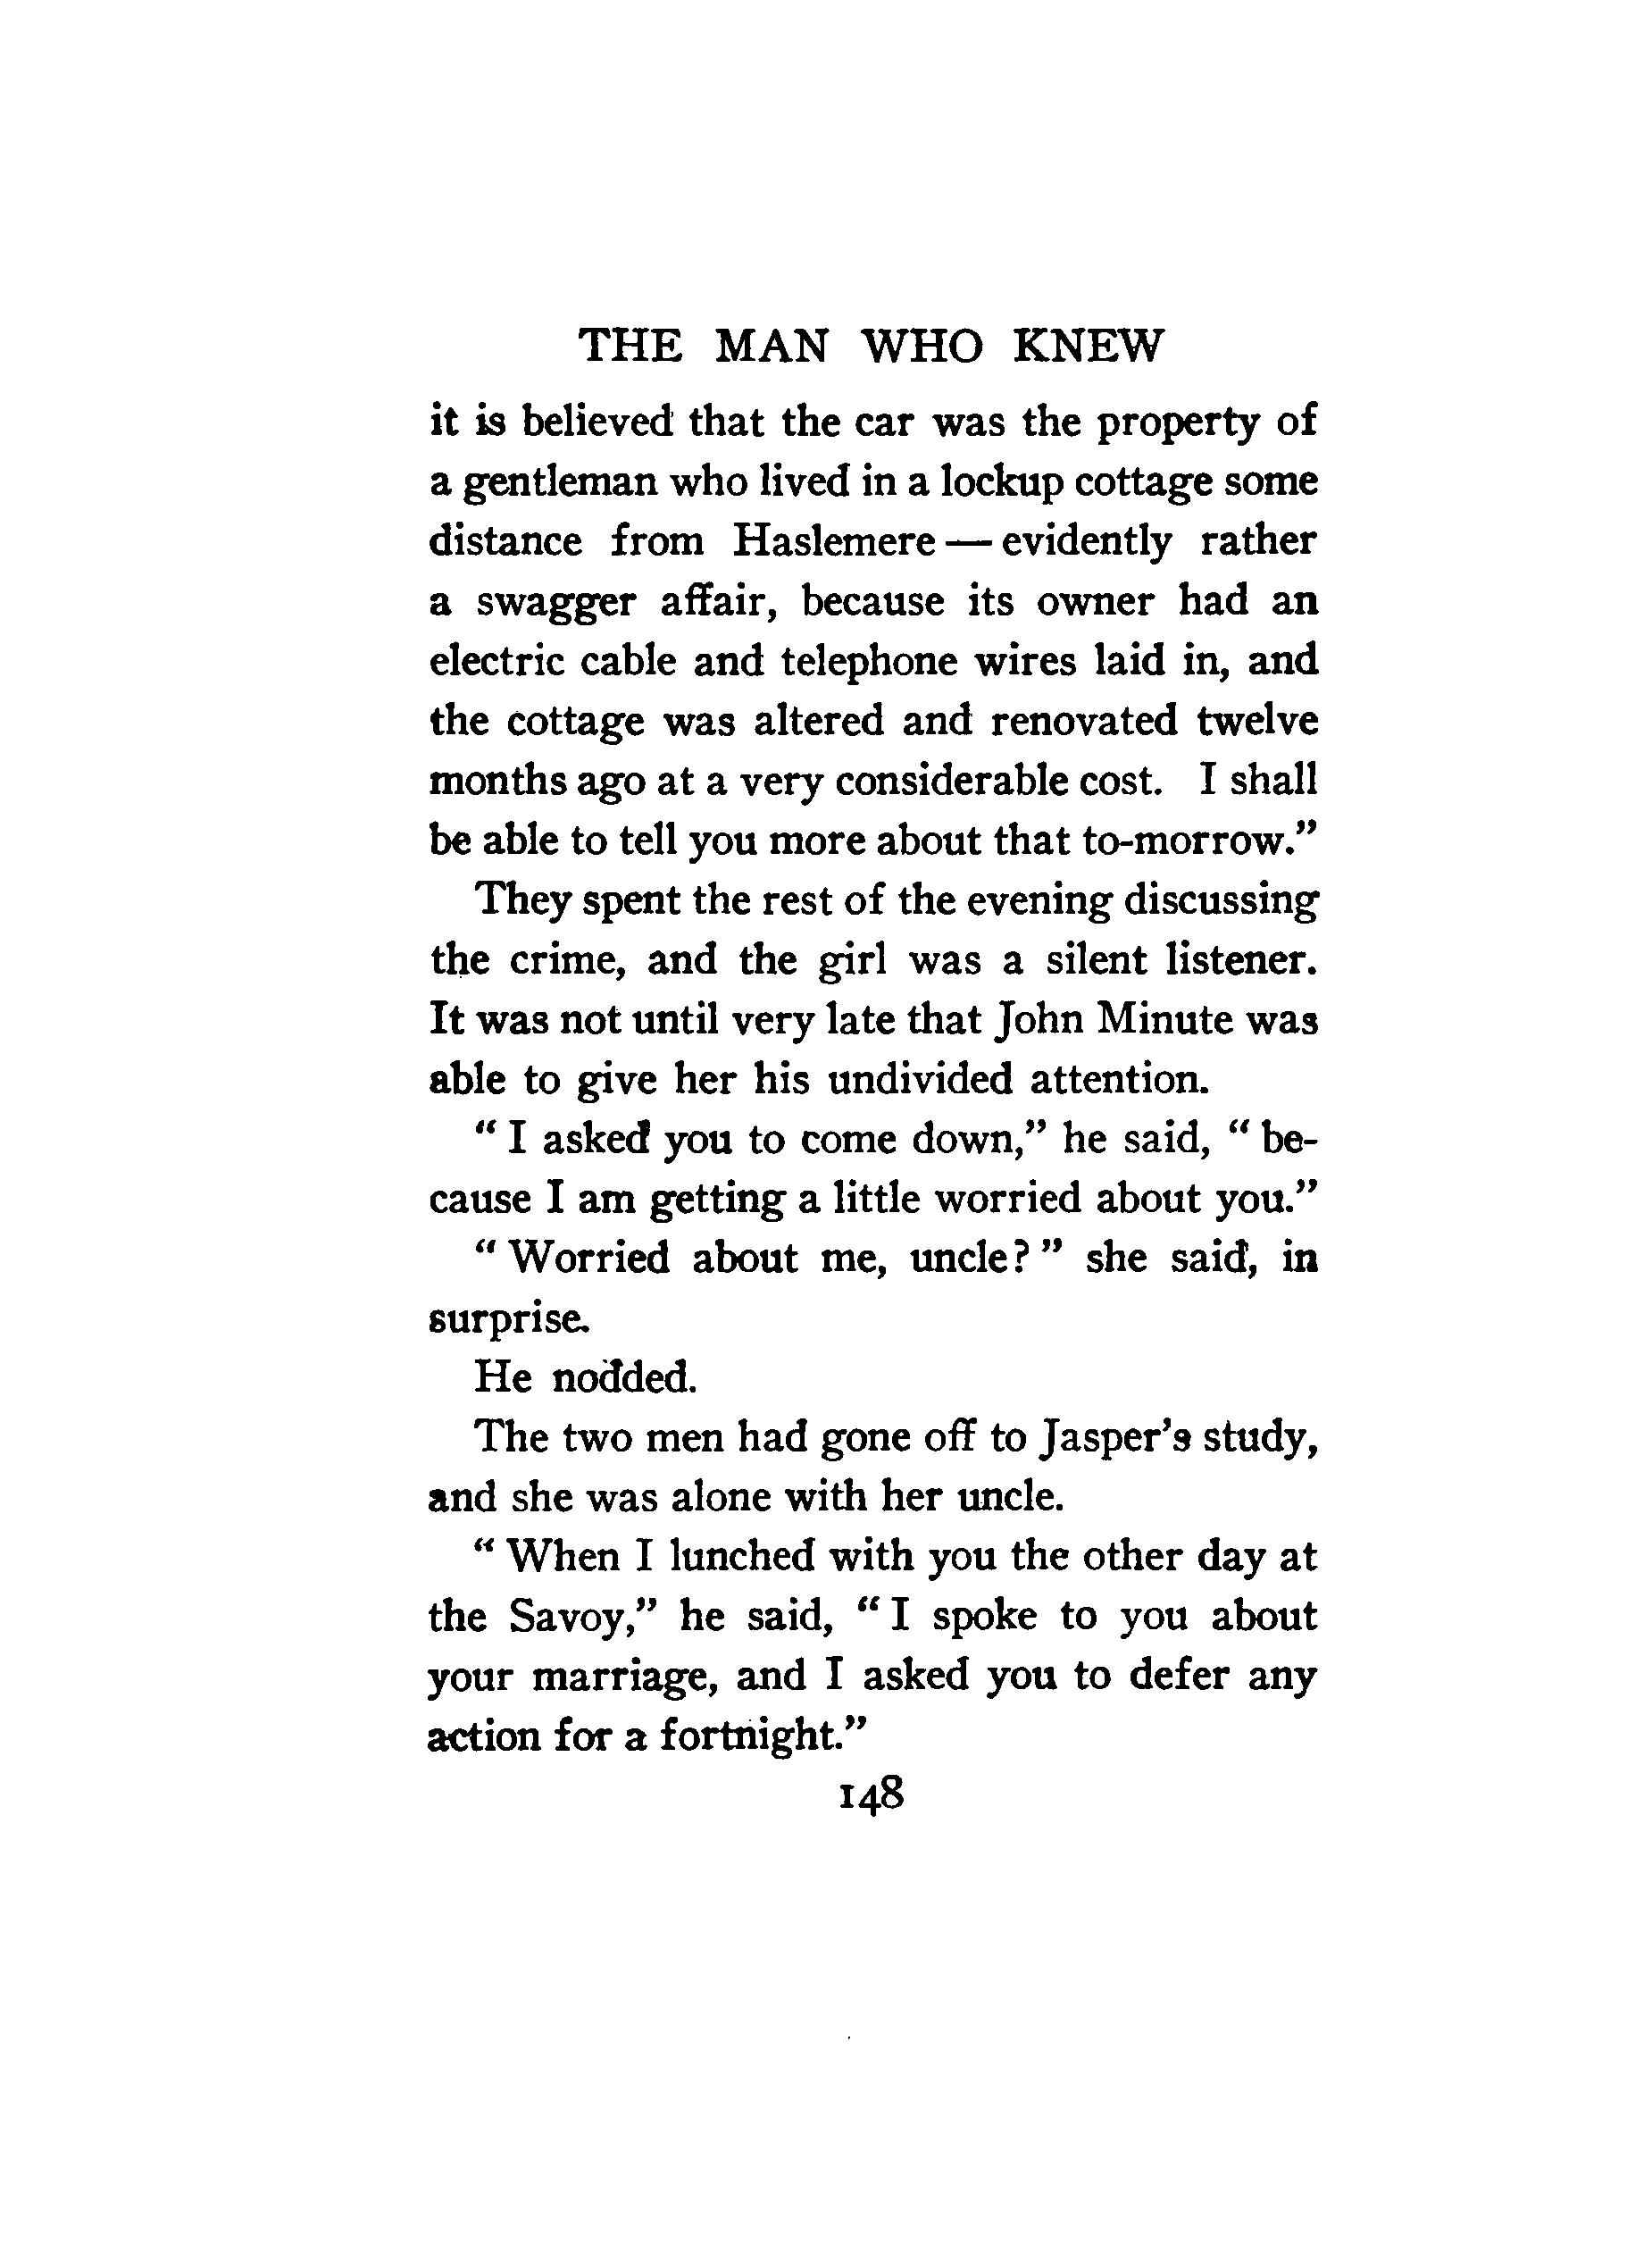 THE MAN WHO KNEW
it is believed that the car was the property of
a gentleman who lived in a lockup cottage some
distance from Haslemere — evidently rather
a swagger affair, because its owner had an
electric cable and telephone wires laid in, and
the cottage was altered and renovated twelve
months ago at a very considerable cost. I shall
be able to tell you more about that to-morrow.”
They spent the rest of the evening discussing
the crime, and the girl was a silent listener.
It was not until very late that John Minute was
able to give her his undivided attention.
“ I asked you to come down,” he said, “ be-
cause I am getting a little worried about you.”
“ Worried about me, uncle? ” she said, in
surprise.
He nodded.
The two men had gone off to Jasper’s study,
and she was alone with her uncle.
“ When I lunched with you the other day at
the Savoy,” he said, “ I spoke to you about
your marriage, and I asked you to defer any
action for a fortnight.”
148